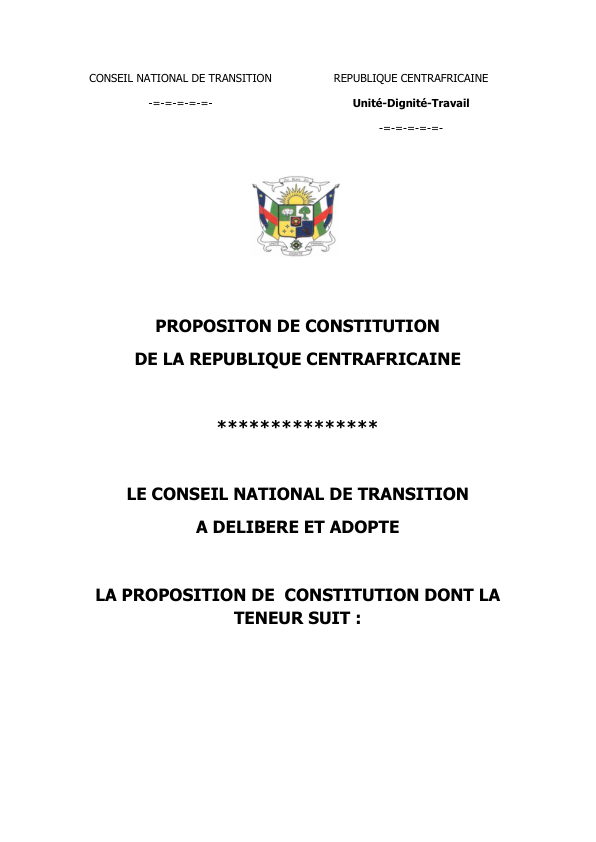 CONSEIL NATIONAL DE TRANSITION
-=-=-=-=-=-
REPUBLIQUE CENTRAFRICAINE
Unité-Dignité-Travail
-=-=-=-=-=-
PROPOSITON DE CONSTITUTION
DE LA REPUBLIQUE CENTRAFRICAINE
***************
LE CONSEIL NATIONAL DE TRANSITION
A DELIBERE ET ADOPTE
LA PROPOSITION DE  CONSTITUTION DONT LA
TENEUR SUIT :